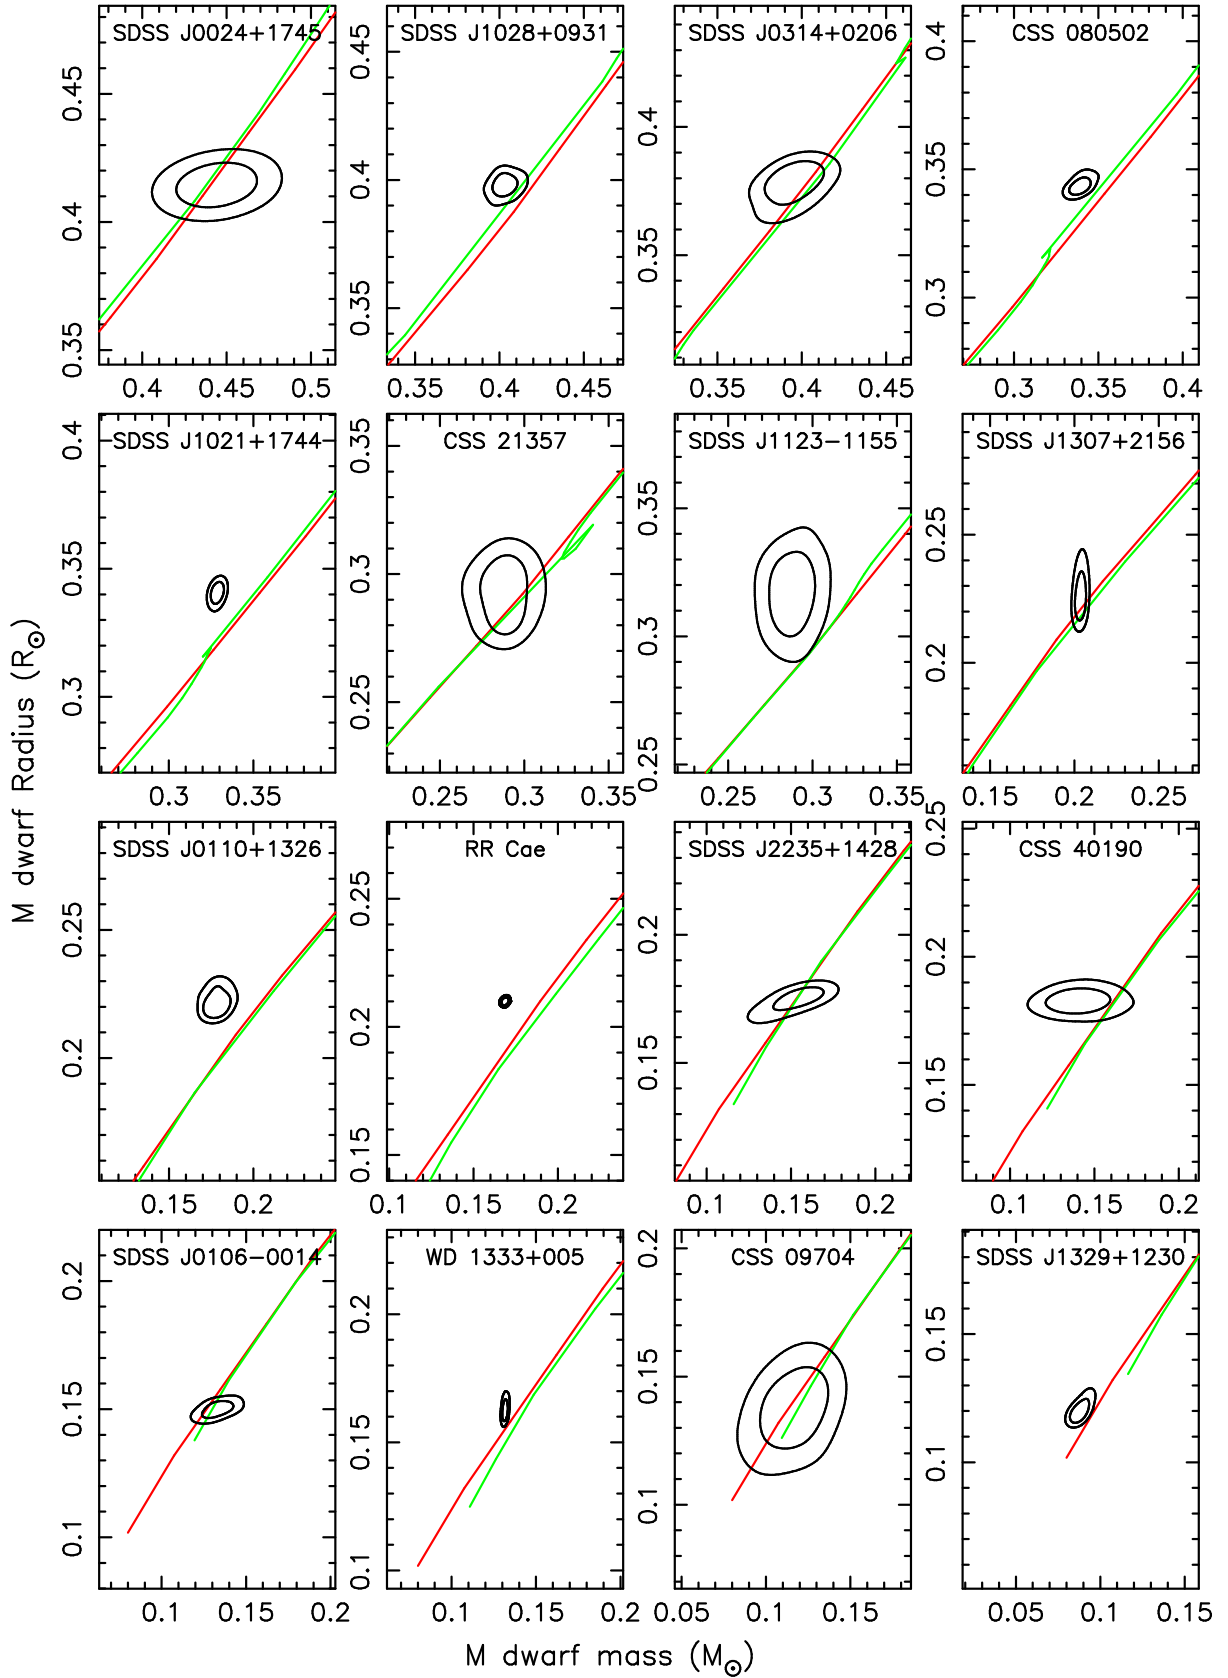 SDSS J0024+1745
SDSS J1028+0931
SDSS J0314+0206
CSS 080502
0.45
0.4
0.35
0.45
0.4
0.35
0.4
0.35
0.4
0.35
0.3
0.4 0.45 0.5
0.35 0.4 0.45
0.35 0.4 0.45
0.3 0.35 0.4
SDSS J1021+1744
CSS 21357
SDSS J1123−1155
SDSS J1307+2156
0.4
0.35
0.3
0.35
0.3
0.25
0.35
0.3
0.25
0.25
0.2
0.3 0.35
0.25 0.3 0.35
0.25 0.3 0.35
0.15 0.2 0.25
M dwarf Radius (R☉)
SDSS J0110+1326
RR Cae
SDSS J2235+1428
CSS 40190
0.25
0.2
0.25
0.2
0.15
0.2
0.15
0.25
0.2
0.15
0.15 0.2
0.1 0.15 0.2
0.1 0.15 0.2
0.1 0.15 0.2
SDSS J0106−0014
WD 1333+005
CSS 09704
SDSS J1329+1230
0.2
0.15
0.1
0.2
0.15
0.1
0.2
0.15
0.1
0.15
0.1
0.1 0.15 0.2
0.1 0.15 0.2
0.05 0.1 0.15
0.05 0.1 0.15
M dwarf mass (M☉)